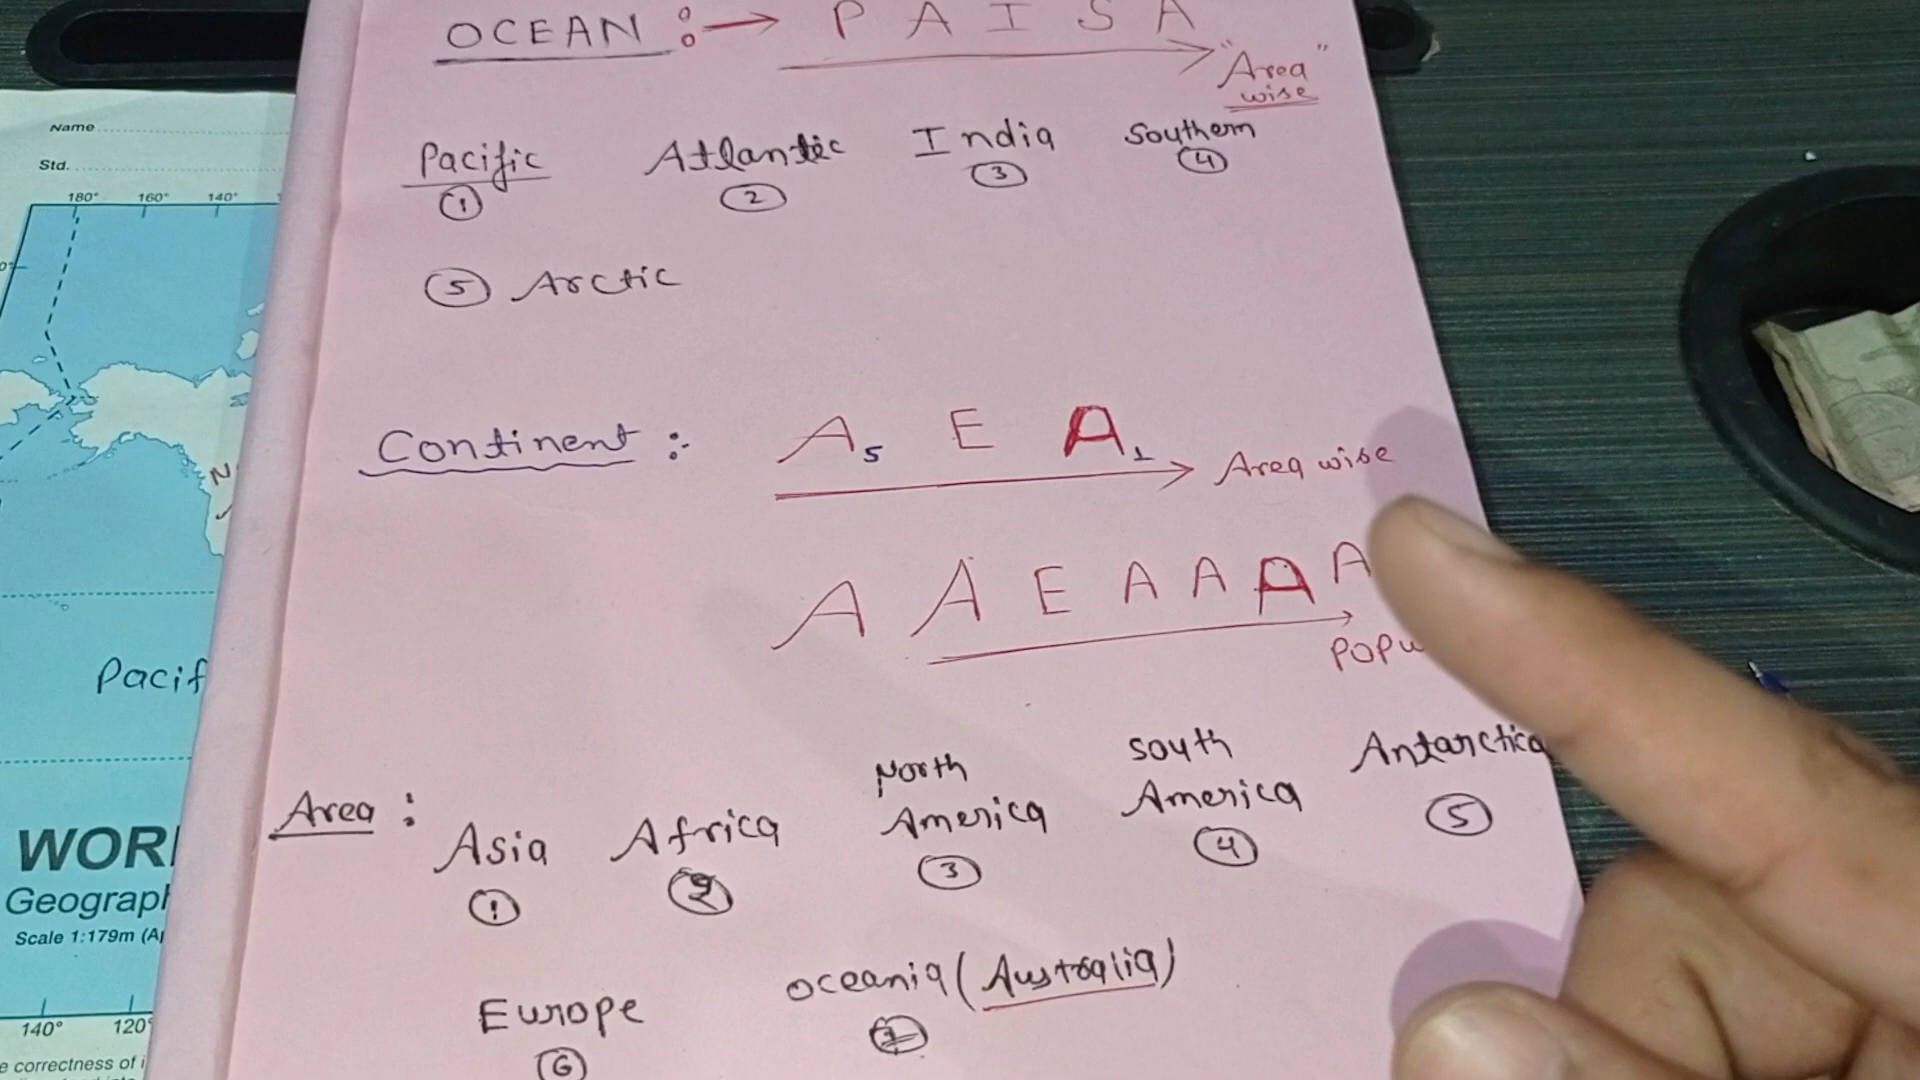 OCEAN : → P A I S A
"Area wise"
Pacific Atlantic India Southern
① ② ③ ④
⑤ Arctic
Continent : A5 E A1 → Area wise
A A E A A A A
Area : Asia Africa North America South America Antarctica
① ② ③ ④ ⑤
Europe Oceania (Australia)
⑥ ⑦
Name
Std.
180° 160° 140°
Pacif
WOR
Geograph
Scale 1:179m (A
140° 120°
correctness of i